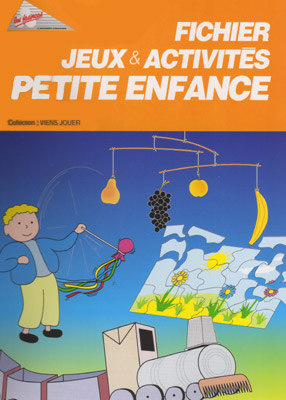 FICHIER
JEUX & ACTIVITÉS
PETITE ENFANCE
Collection : VIENS JOUER